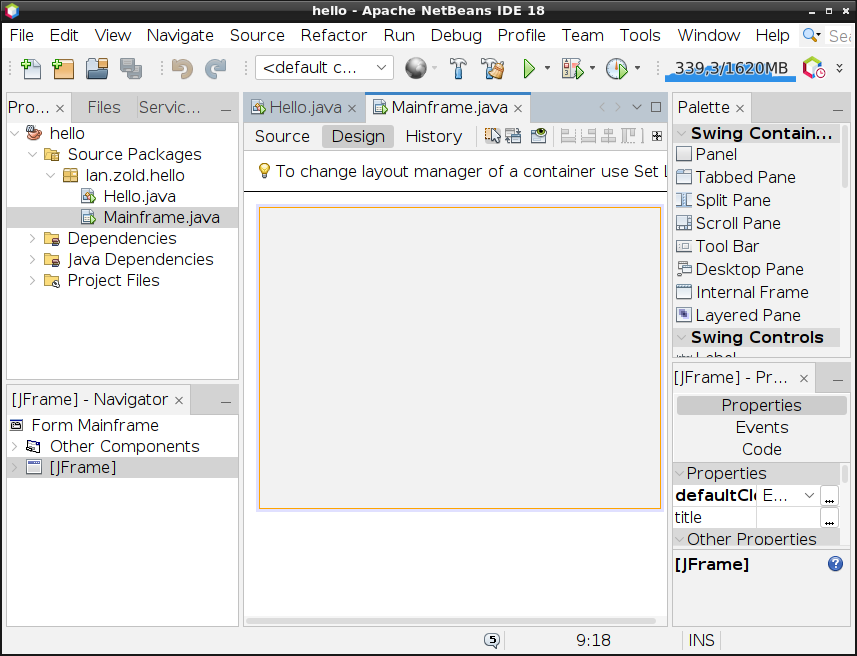 hello - Apache NetBeans IDE 18
File Edit View Navigate Source Refactor Run Debug Profile Team Tools Window Help Sea
<default c... 339,3/1620MB
Pro... Files Servic...
hello
Source Packages
lan.zold.hello
Hello.java
Mainframe.java
Dependencies
Java Dependencies
Project Files
[JFrame] - Navigator
Form Mainframe
Other Components
[JFrame]
Hello.java Mainframe.java
Source Design History
To change layout manager of a container use Set L
Palette
Swing Contain...
Panel
Tabbed Pane
Split Pane
Scroll Pane
Tool Bar
Desktop Pane
Internal Frame
Layered Pane
Swing Controls
Label
[JFrame] - Pr...
Properties
Events
Code
Properties
defaultClo E... ...
title ...
Other Properties
[JFrame]
5 9:18 INS